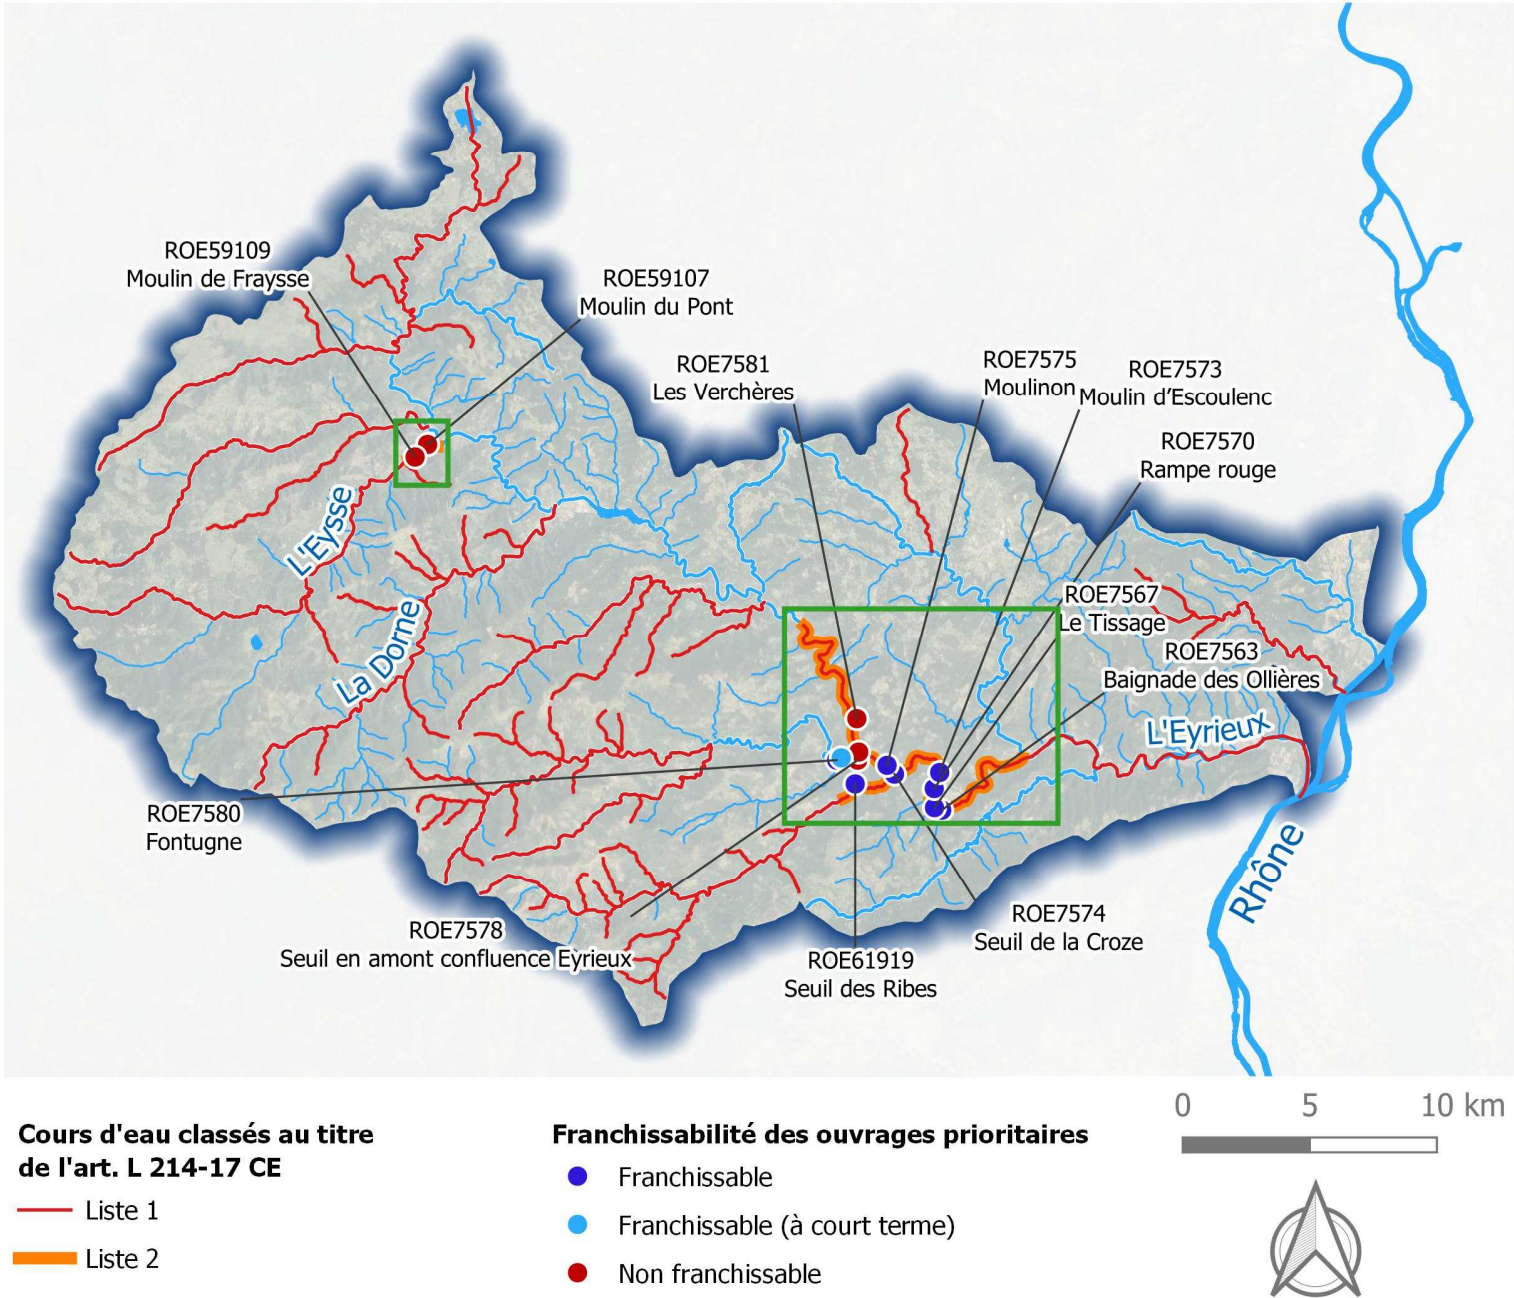 ROE59109
Moulin de Fraysse
ROE59107
Moulin du Pont
ROE7581
Les Verchères
ROE7575
Moulinon
ROE7573
Moulin d'Escoulenc
ROE7570
Rampe rouge
ROE7567
Le Tissage
ROE7563
Baignade des Ollières
L'Eysse
La Dorne
L'Eyrieux
Rhône
ROE7580
Fontugne
ROE7578
Seuil en amont confluence Eyrieux
ROE61919
Seuil des Ribes
ROE7574
Seuil de la Croze
0 5 10 km
Cours d'eau classés au titre
de l'art. L 214-17 CE
Liste 1
Liste 2
Franchissabilité des ouvrages prioritaires
Franchissable
Franchissable (à court terme)
Non franchissable